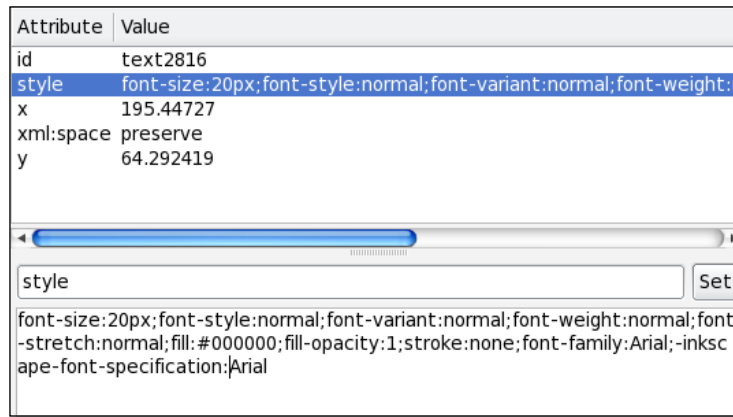 Attribute Value
id text2816
style font-size:20px;font-style:normal;font-variant:normal;font-weight:
x 195.44727
xml:space preserve
y 64.292419
style Set
font-size:20px;font-style:normal;font-variant:normal;font-weight:normal;font
-stretch:normal;fill:#000000;fill-opacity:1;stroke:none;font-family:Arial;-inksc
ape-font-specification:Arial